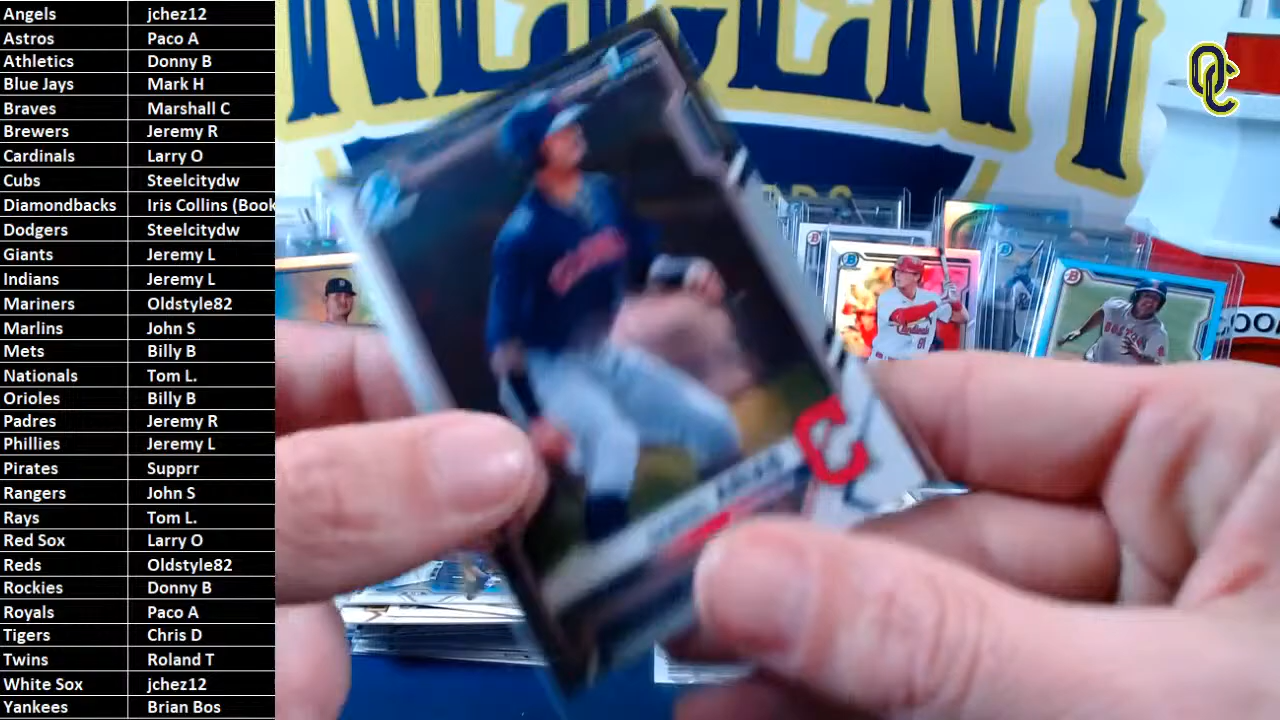 Angels jchez12
Astros Paco A
Athletics Donny B
Blue Jays Mark H
Braves Marshall C
Brewers Jeremy R
Cardinals Larry O
Cubs Steelcitydw
Diamondbacks Iris Collins (Book
Dodgers Steelcitydw
Giants Jeremy L
Indians Jeremy L
Mariners Oldstyle82
Marlins John S
Mets Billy B
Nationals Tom L.
Orioles Billy B
Padres Jeremy R
Phillies Jeremy L
Pirates Supprr
Rangers John S
Rays Tom L.
Red Sox Larry O
Reds Oldstyle82
Rockies Donny B
Royals Paco A
Tigers Chris D
Twins Roland T
White Sox jchez12
Yankees Brian Bos
OC
C
Cardinals
BOSTON